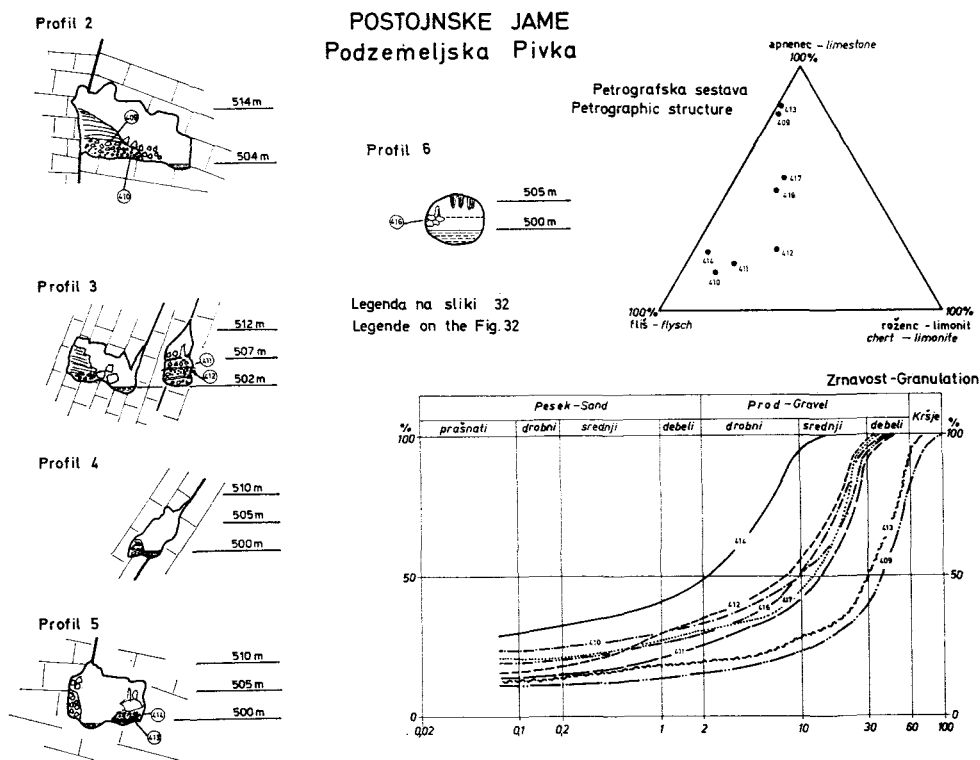 POSTOJNSKE JAME
Podzemeljska Pivka
Profil 2
514 m
504 m
409
410
Profil 3
512 m
507 m
502 m
411
412
Profil 4
510 m
505 m
500 m
Profil 5
510 m
505 m
500 m
414
413
Profil 6
505 m
500 m
416
Legenda na sliki 32
Legende on the Fig. 32
Petrografska sestava
Petrographic structure
apnenec - limestone
100%
413
409
417
416
412
411
414
410
100%
fliš - flysch
100%
roženc - limonit
chert - limonite
Zrnavost - Granulation
Pesek - Sand
Prod - Gravel
Kršje
prašnati
drobni
srednji
debeli
drobni
srednji
debeli
%
100
50
0
%
100
50
0
414
410
412
416
417
411
413
409
0,02
0,1
0,2
1
2
10
30
60
100